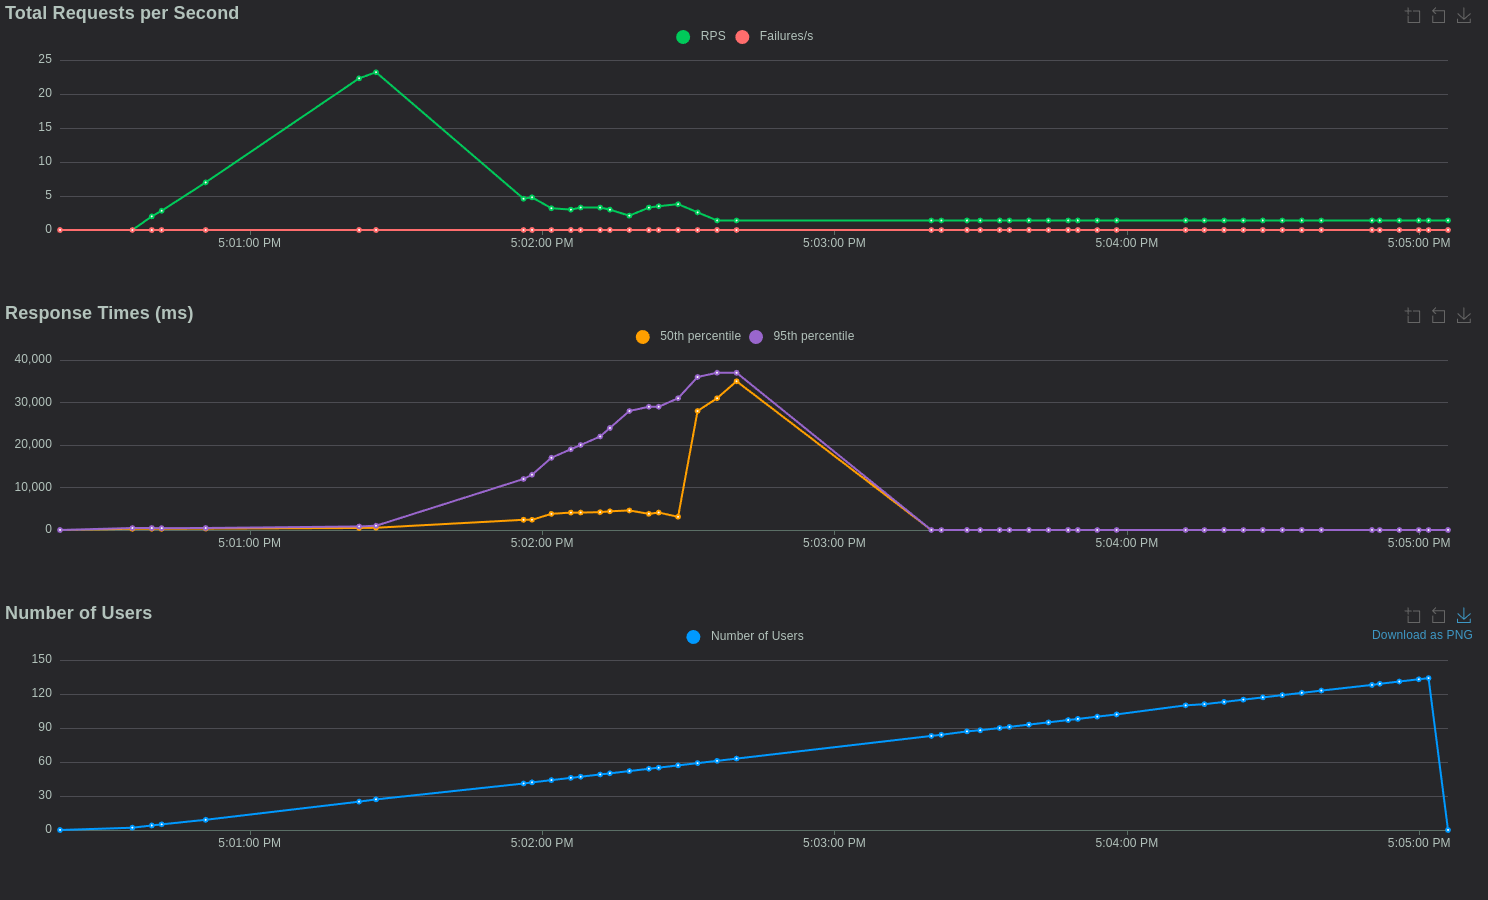 Total Requests per Second
RPS Failures/s
25
20
15
10
5
0
5:01:00 PM 5:02:00 PM 5:03:00 PM 5:04:00 PM 5:05:00 PM
Response Times (ms)
50th percentile 95th percentile
40,000
30,000
20,000
10,000
0
5:01:00 PM 5:02:00 PM 5:03:00 PM 5:04:00 PM 5:05:00 PM
Number of Users
Number of Users
Download as PNG
150
120
90
60
30
0
5:01:00 PM 5:02:00 PM 5:03:00 PM 5:04:00 PM 5:05:00 PM